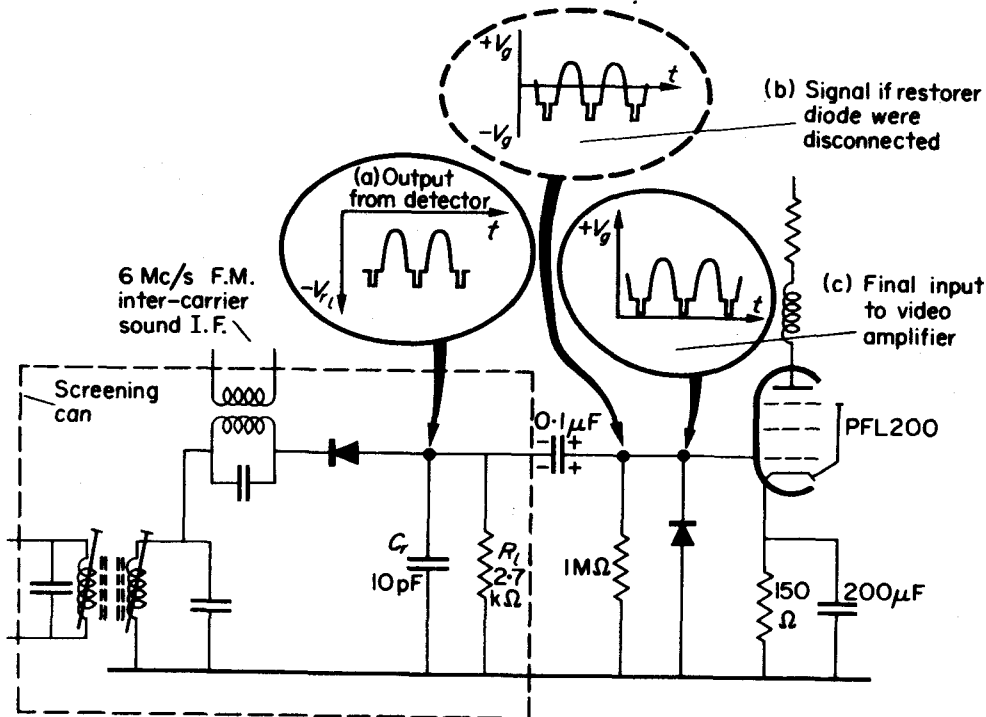 +Vg
t
-Vg
(b) Signal if restorer
diode were
disconnected
(a) Output
from detector
t
-Vrl
+Vg
t
(c) Final input
to video
amplifier
6 Mc/s F.M.
inter-carrier
sound I.F.
Screening
can
0·1μF
- +
- +
PFL200
Cr
10pF
Rl
2·7
kΩ
1MΩ
150
Ω
200μF